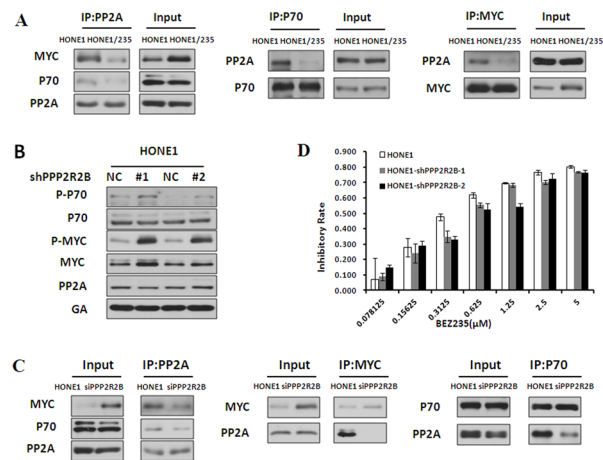 A
IP:PP2A
Input
HONE1 HONE1/235
HONE1 HONE1/235
MYC
P70
PP2A
IP:P70
Input
HONE1 HONE1/235
HONE1 HONE1/235
PP2A
P70
IP:MYC
Input
HONE1 HONE1/235
HONE1 HONE1/235
PP2A
MYC
B
HONE1
shPPP2R2B NC #1 NC #2
P-P70
P70
P-MYC
MYC
PP2A
GA
D
HONE1
HONE1-shPPP2R2B-1
HONE1-shPPP2R2B-2
Inhibitory Rate
0.900
0.800
0.700
0.600
0.500
0.400
0.300
0.200
0.100
0.000
0.078125
0.15625
0.3125
0.625
1.25
2.5
5
BEZ235(μM)
C
Input
IP:PP2A
HONE1 siPPP2R2B
HONE1 siPPP2R2B
MYC
P70
PP2A
Input
IP:MYC
HONE1 siPPP2R2B
HONE1 siPPP2R2B
MYC
PP2A
Input
IP:P70
HONE1 siPPP2R2B
HONE1 siPPP2R2B
P70
PP2A